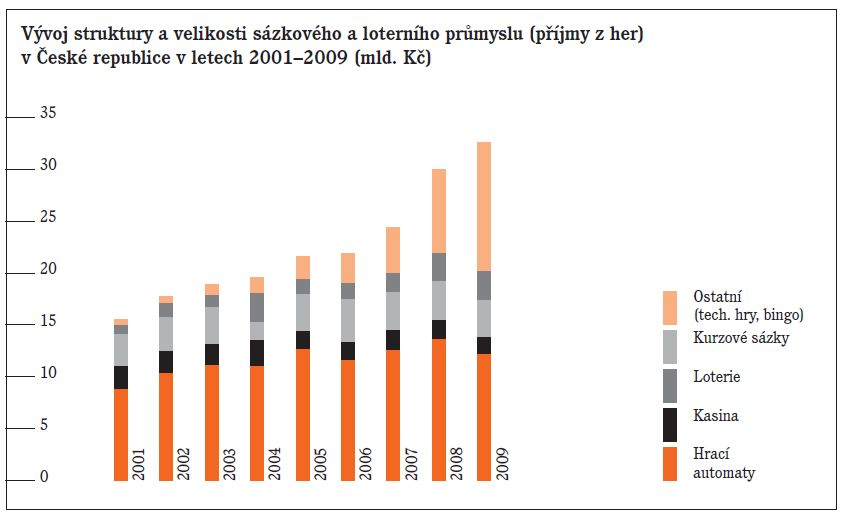 Vývoj struktury a velikosti sázkového a loterního průmyslu (příjmy z her)
v České republice v letech 2001–2009 (mld. Kč)
35
30
25
20
15
10
5
0
2001
2002
2003
2004
2005
2006
2007
2008
2009
Ostatní
(tech. hry, bingo)
Kurzové sázky
Loterie
Kasina
Hrací
automaty